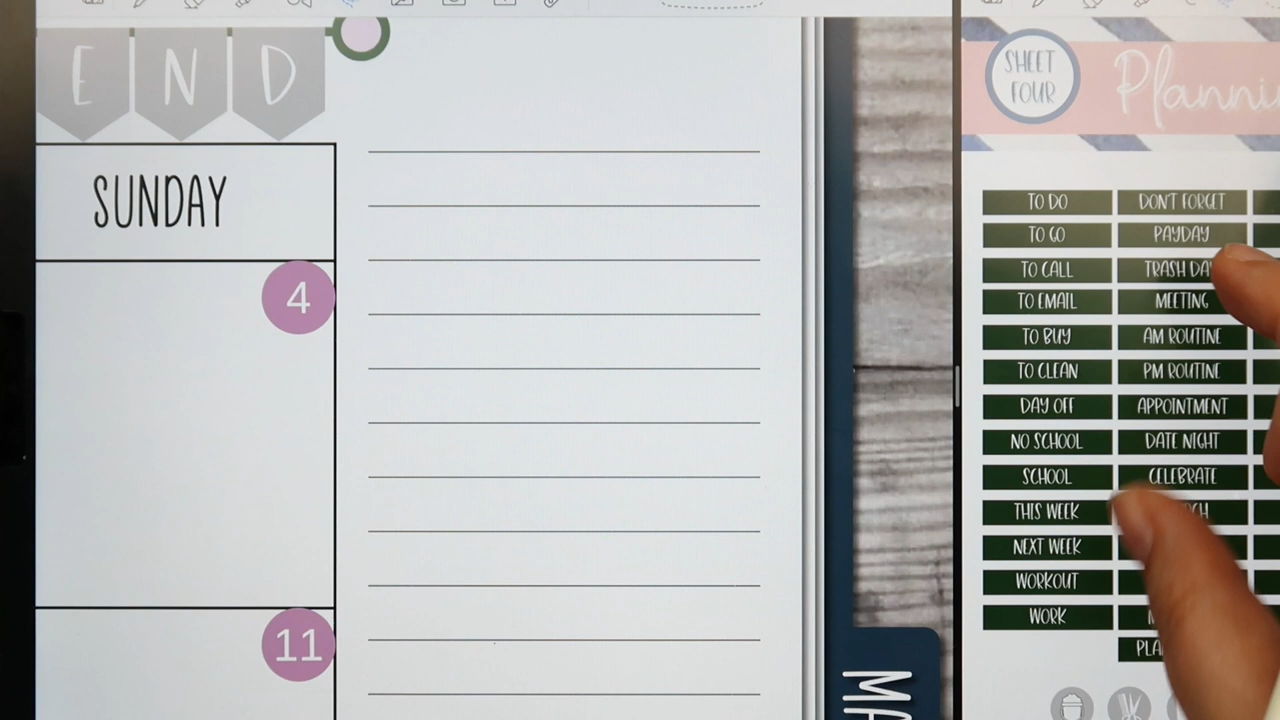 E N D
SUNDAY
4
11
SHEET
FOUR
TO DO
TO GO
TO CALL
TO EMAIL
TO BUY
TO CLEAN
DAY OFF
NO SCHOOL
SCHOOL
THIS WEEK
NEXT WEEK
WORKOUT
WORK
DON'T FORGET
PAYDAY
TRASH
MEETING
AM ROUTINE
PM ROUTINE
APPOINTMENT
DATE NIGHT
CELEBRATE